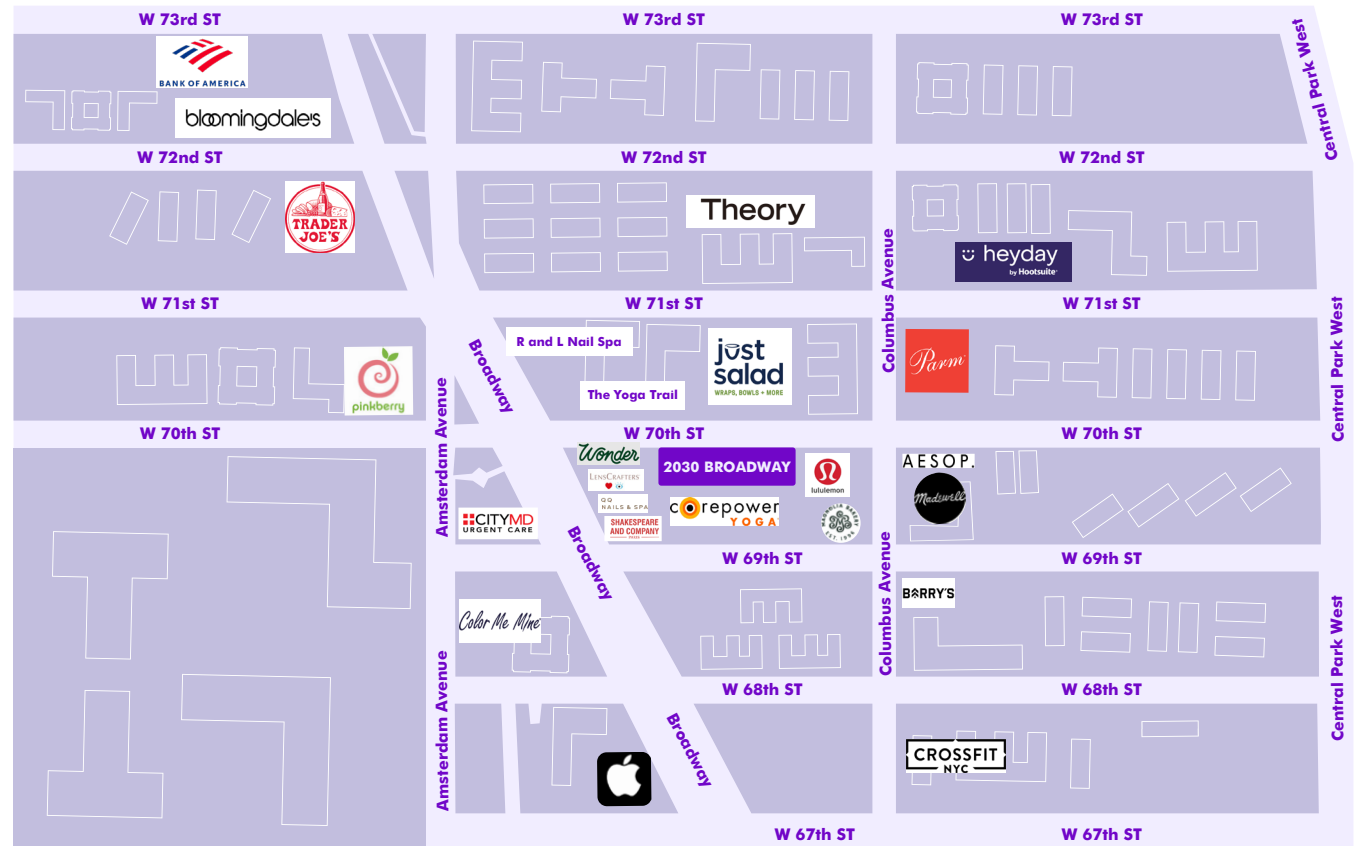 W 73rd ST
W 73rd ST
W 73rd ST
Central Park West
BANK OF AMERICA
bloomingdale's
W 72nd ST
W 72nd ST
W 72nd ST
TRADER
JOE'S
Theory
heyday
by Hootsuite
Columbus Avenue
W 71st ST
W 71st ST
W 71st ST
Central Park West
Broadway
R and L Nail Spa
just
salad
WRAPS, BOWLS + MORE
Parm
pinkberry
The Yoga Trail
Amsterdam Avenue
W 70th ST
W 70th ST
W 70th ST
Wonder
LENSCRAFTERS
2030 BROADWAY
lululemon
AESOP.
Madewell
QQ
NAILS & SPA
corepower
YOGA
CITYMD
URGENT CARE
SHAKESPEARE
AND COMPANY
MAGNOLIA BAKERY
EST. 1996
Broadway
Columbus Avenue
W 69th ST
W 69th ST
BARRY'S
Color Me Mine
Central Park West
Amsterdam Avenue
W 68th ST
W 68th ST
Broadway
CROSSFIT
NYC
W 67th ST
W 67th ST